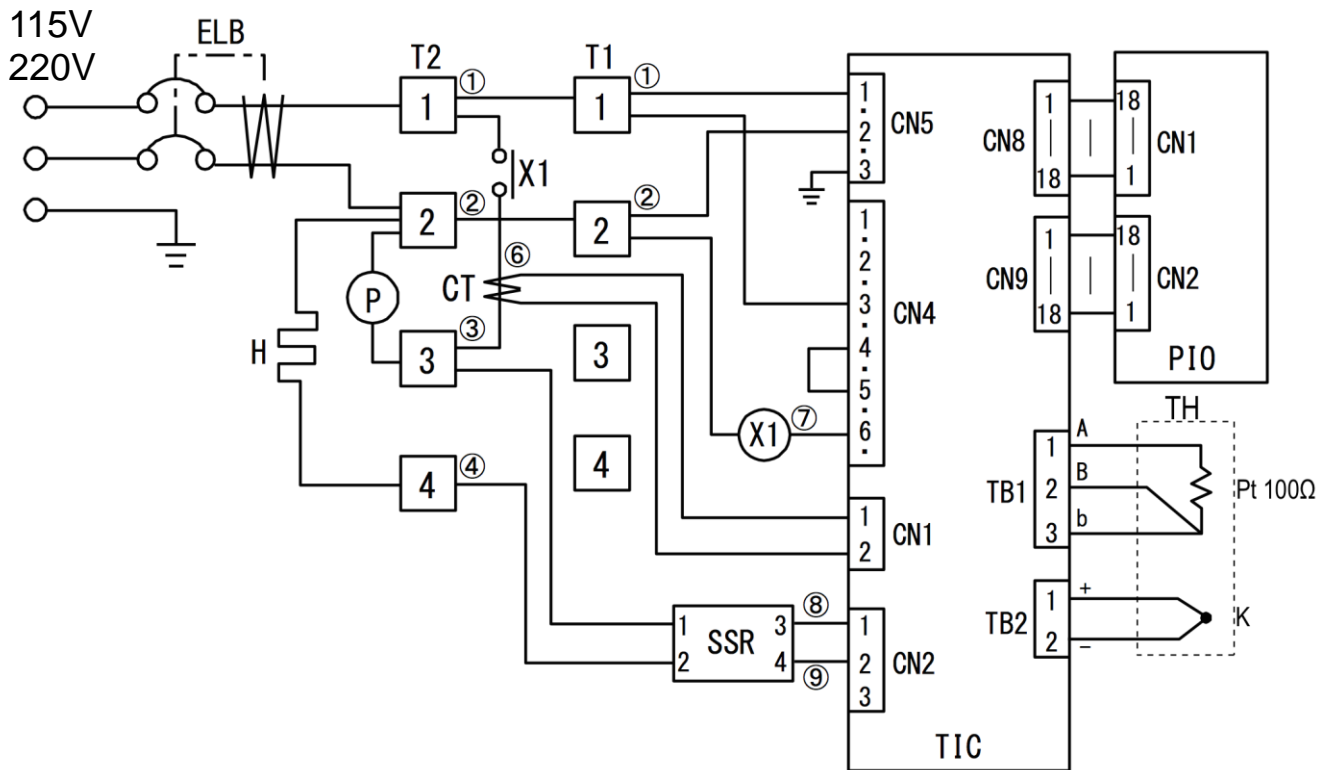 115V
220V
ELB
T2
T1
1
①
1
①
X1
2
②
2
②
⑥
CT
P
H
3
③
3
4
④
4
X1
⑦
SSR
1
2
3
4
⑧
⑨
1
・
2
・
3
CN5
1
・
2
・
3
・
4
・
5
・
6
・
CN4
1
2
CN1
1
2
3
CN2
TIC
CN8
1
18
18
1
CN1
CN9
1
18
18
1
CN2
PIO
TH
TB1
1
2
3
A
B
b
Pt 100Ω
TB2
1
2
+
−
K